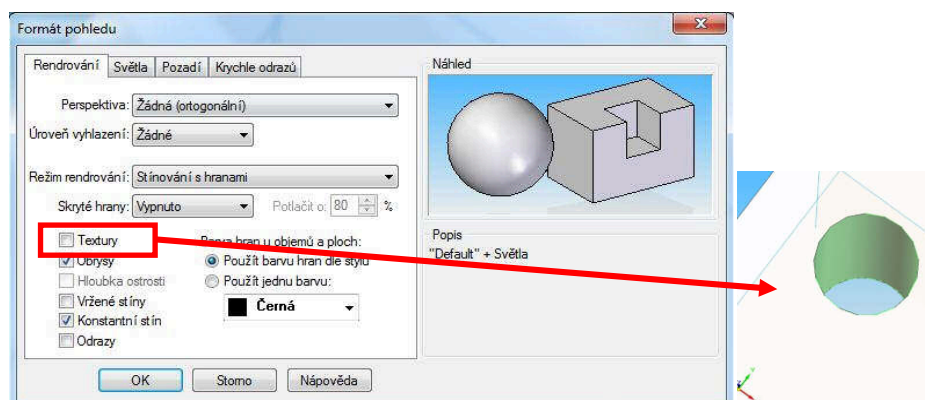 Formát pohledu
Rendrování Světla Pozadí Krychle odrazů
Perspektiva: Žádná (ortogonální)
Úroveň vyhlazení: Žádné
Režim rendrování: Stínování s hranami
Skryté hrany: Vypnuto Potlačit o: 80 %
Textury
Barva hran u objemů a ploch:
Obrysy
Použít barvu hran dle stylu
Hloubka ostrosti
Použít jednu barvu:
Vržené stíny
Černá
Konstantní stín
Odrazy
Náhled
Popis
"Default" + Světla
OK Storno Nápověda